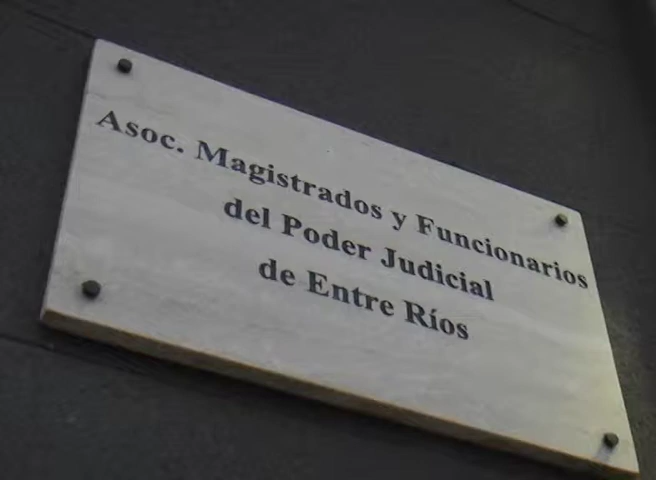 Asoc. Magistrados y Funcionarios
del Poder Judicial
de Entre Ríos